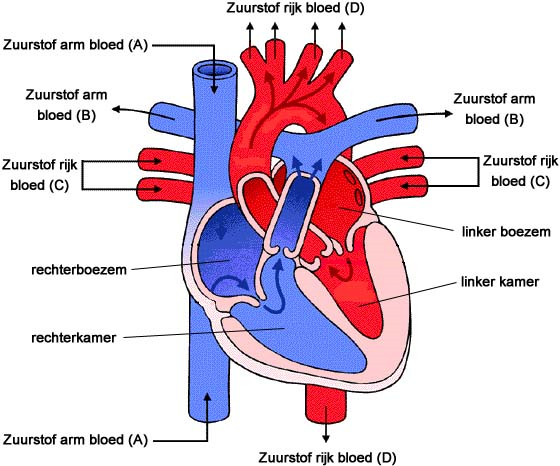 Zuurstof rijk bloed (D)
Zuurstof arm bloed (A)
Zuurstof arm
bloed (B)
Zuurstof arm
bloed (B)
Zuurstof rijk
bloed (C)
Zuurstof rijk
bloed (C)
linker boezem
rechterboezem
linker kamer
rechterkamer
Zuurstof arm bloed (A)
Zuurstof rijk bloed (D)